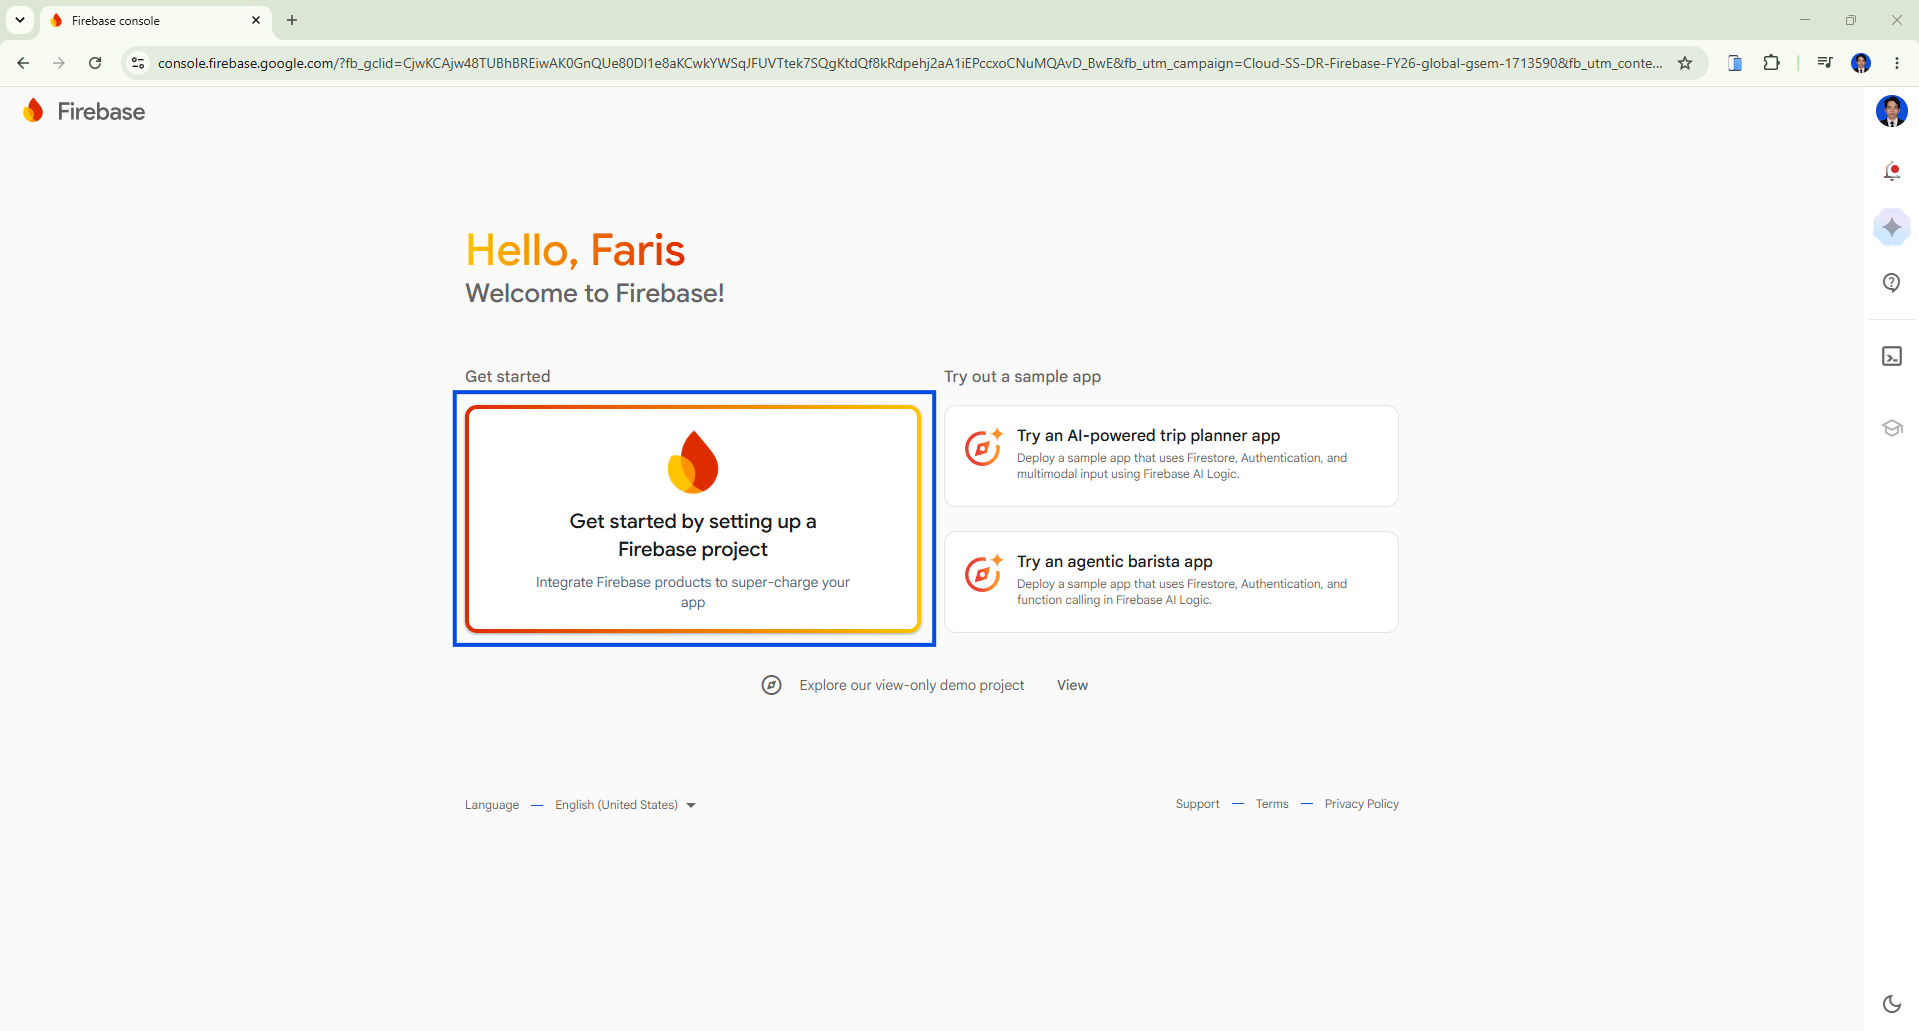 Firebase console
console.firebase.google.com/?fb_gclid=CjwKCAjw48TUBhBREiwAK0GnQUe80DI1e8aKCwkYWSqJFUVTtek7SQgKtdQf8kRdpehj2aA1iEPccxoCNuMQAvD_BwE&fb_utm_campaign=Cloud-SS-DR-Firebase-FY26-global-gsem-1713590&fb_utm_conte...
Firebase
Hello, Faris
Welcome to Firebase!
Get started
Try out a sample app
Get started by setting up a
Firebase project
Integrate Firebase products to super-charge your
app
Try an AI-powered trip planner app
Deploy a sample app that uses Firestore, Authentication, and
multimodal input using Firebase AI Logic.
Try an agentic barista app
Deploy a sample app that uses Firestore, Authentication, and
function calling in Firebase AI Logic.
Explore our view-only demo project View
Language — English (United States)
Support — Terms — Privacy Policy